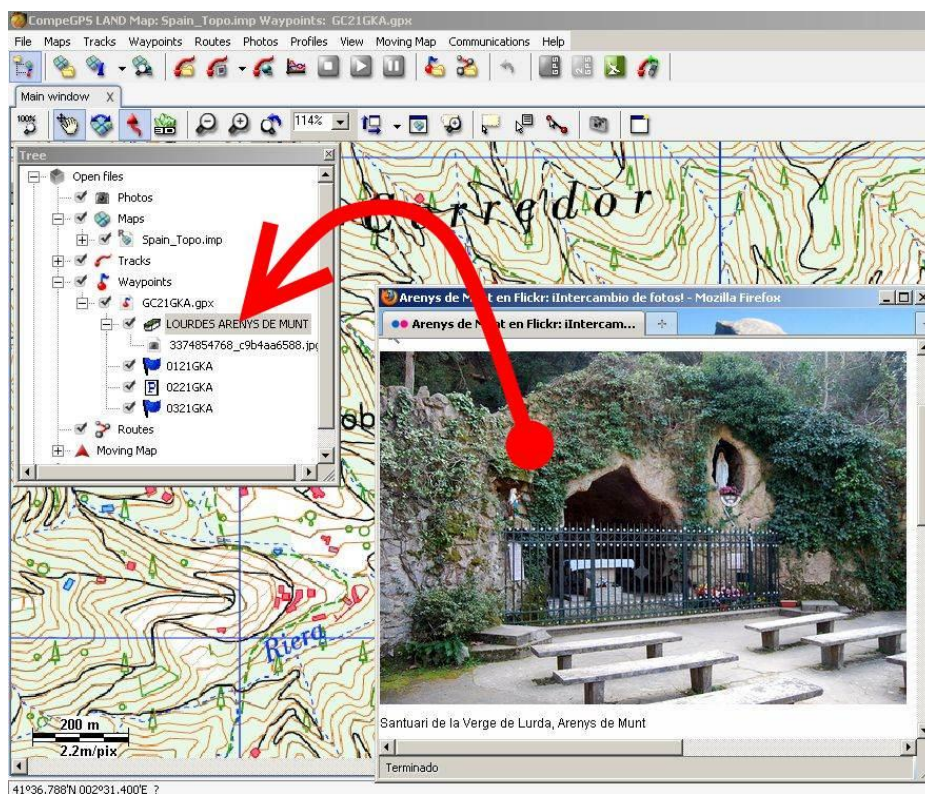 CompeGPS LAND Map: Spain_Topo.imp Waypoints: GC21GKA.gpx
File Maps Tracks Waypoints Routes Photos Profiles View Moving Map Communications Help
Main window X
100%
114%
Tree
Open files
Photos
Maps
Spain_Topo.imp
Tracks
Waypoints
GC21GKA.gpx
LOURDES ARENYS DE MUNT
3374854768_c9b4aa6588.jpg
0121GKA
P 0221GKA
0321GKA
Routes
Moving Map
Corredor
ob
Riera
200 m
2.2m/pix
Arenys de Munt en Flickr: ¡Intercambio de fotos! - Mozilla Firefox
Arenys de Munt en Flickr: ¡Intercam...
Santuari de la Verge de Lurda, Arenys de Munt
Terminado
41º36.788'N 002º31.400'E ?